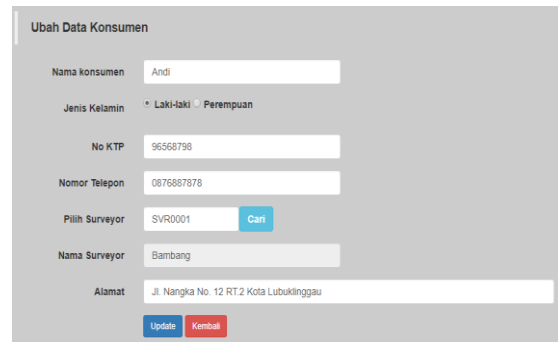 Ubah Data Konsumen
Nama konsumen Andi
Jenis Kelamin Laki-laki Perempuan
No KTP 96568798
Nomor Telepon 0876887878
Pilih Surveyor SVR0001 Cari
Nama Surveyor Bambang
Alamat Jl. Nangka No. 12 RT.2 Kota Lubuklinggau
Update Kembali